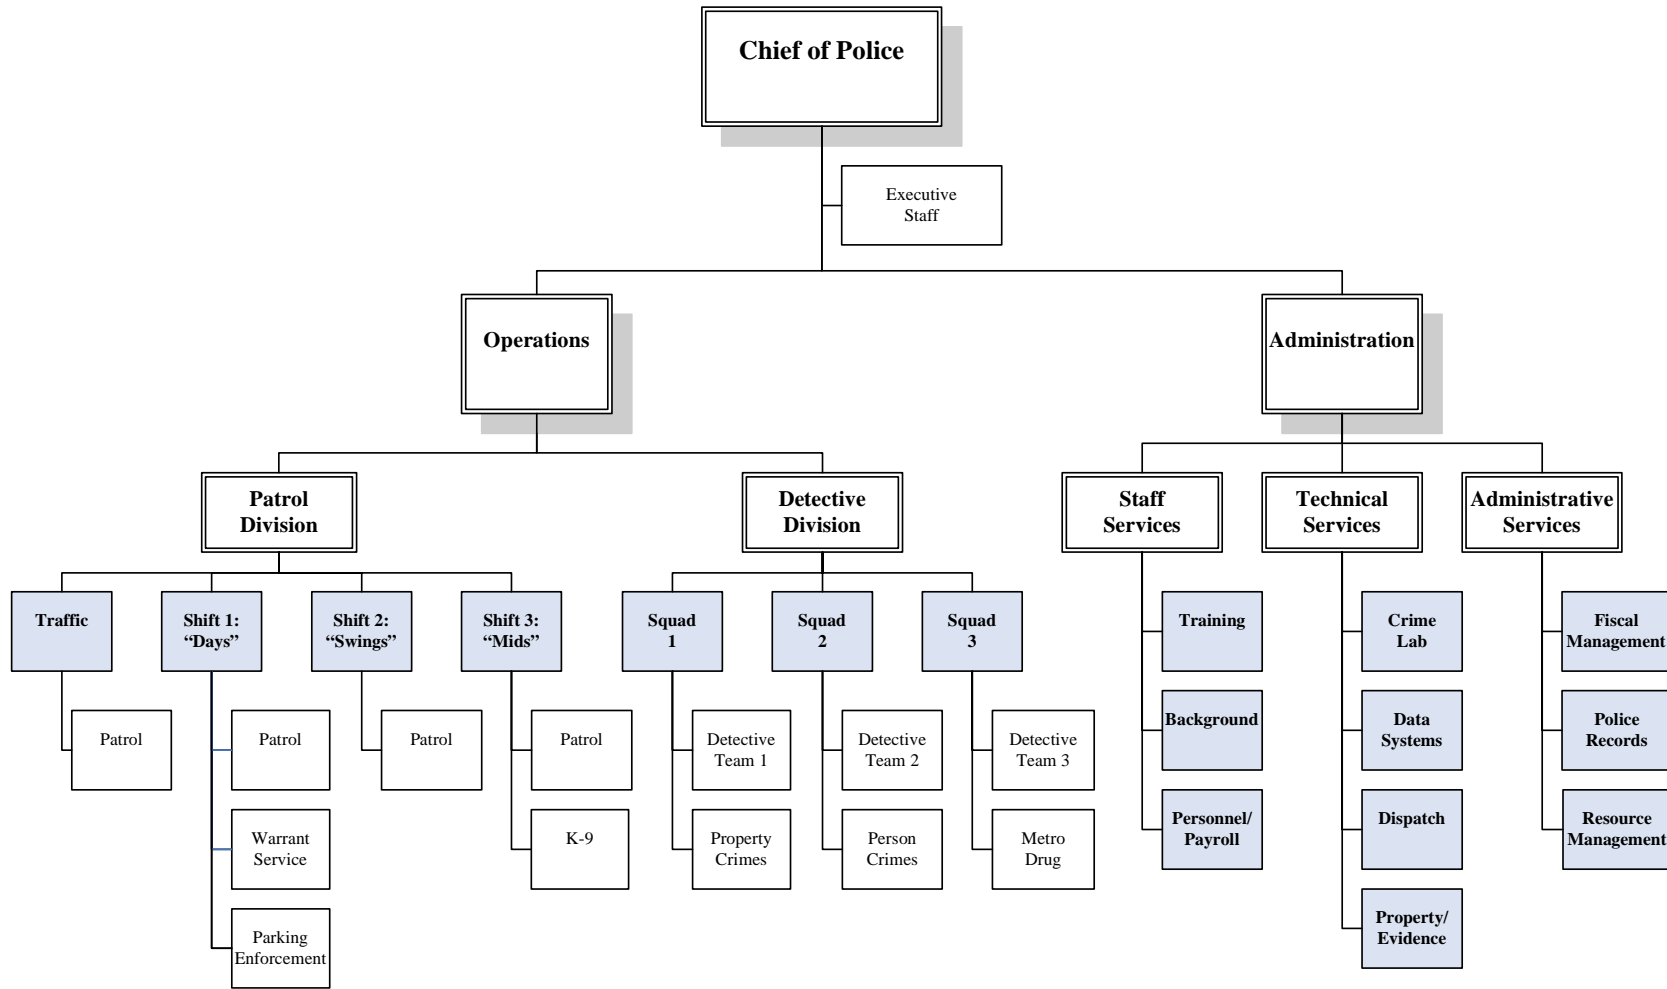 Chief of Police
Executive
Staff
Operations
Administration
Patrol
Division
Detective
Division
Staff
Services
Technical
Services
Administrative
Services
Traffic
Shift 1:
“Days”
Shift 2:
“Swings”
Shift 3:
“Mids”
Squad
1
Squad
2
Squad
3
Training
Crime
Lab
Fiscal
Management
Patrol
Patrol
Patrol
Patrol
Detective
Team 1
Detective
Team 2
Detective
Team 3
Background
Data
Systems
Police
Records
Warrant
Service
K-9
Property
Crimes
Person
Crimes
Metro
Drug
Personnel/
Payroll
Dispatch
Resource
Management
Parking
Enforcement
Property/
Evidence